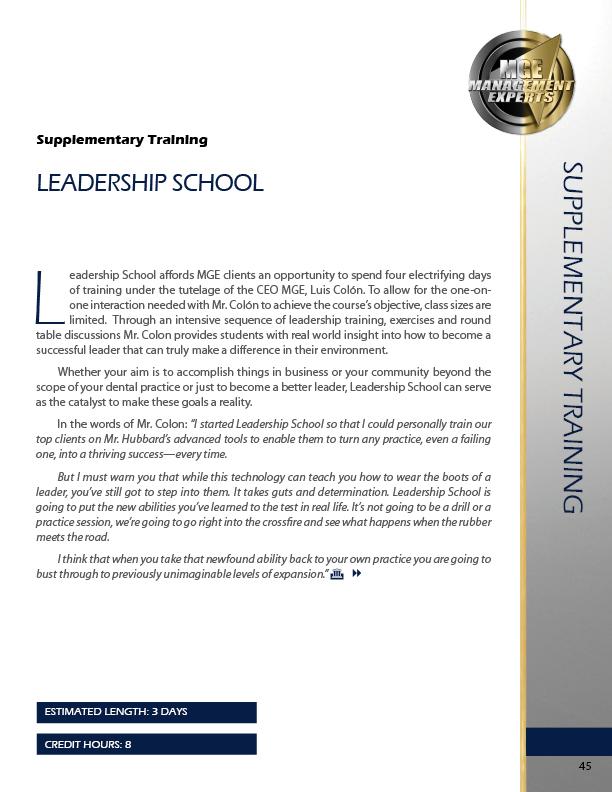 MGE
MANAGEMENT
EXPERTS
Supplementary Training
LEADERSHIP SCHOOL
SUPPLEMENTARY TRAINING
Leadership School affords MGE clients an opportunity to spend four electrifying days
of training under the tutelage of the CEO MGE, Luis Colón. To allow for the one-on-
one interaction needed with Mr. Colón to achieve the course's objective, class sizes are
limited. Through an intensive sequence of leadership training, exercises and round
table discussions Mr. Colon provides students with real world insight into how to become a
successful leader that can truly make a difference in their environment.
Whether your aim is to accomplish things in business or your community beyond the
scope of your dental practice or just to become a better leader, Leadership School can serve
as the catalyst to make these goals a reality.
In the words of Mr. Colon: “I started Leadership School so that I could personally train our
top clients on Mr. Hubbard’s advanced tools to enable them to turn any practice, even a failing
one, into a thriving success—every time.
But I must warn you that while this technology can teach you how to wear the boots of a
leader, you’ve still got to step into them. It takes guts and determination. Leadership School is
going to put the new abilities you’ve learned to the test in real life. It’s not going to be a drill or a
practice session, we’re going to go right into the crossfire and see what happens when the rubber
meets the road.
I think that when you take that newfound ability back to your own practice you are going to
bust through to previously unimaginable levels of expansion.”
ESTIMATED LENGTH: 3 DAYS
CREDIT HOURS: 8
45